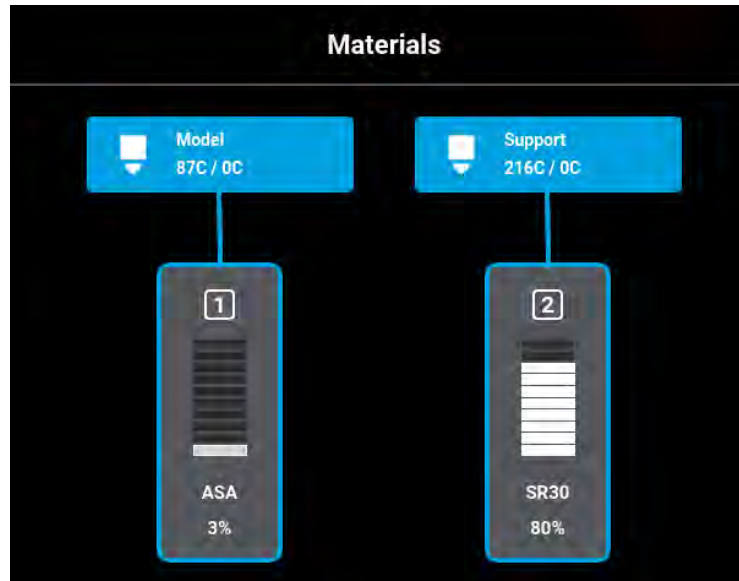 Materials
Model
87C / 0C
Support
216C / 0C
1
2
ASA
3%
SR30
80%